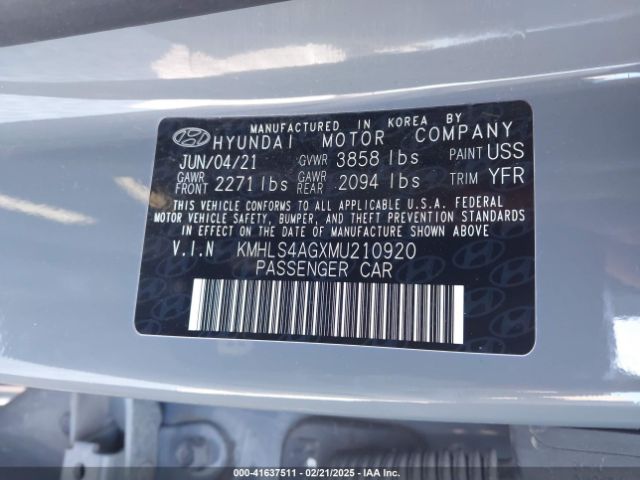 MANUFACTURED IN KOREA BY
HYUNDAI MOTOR COMPANY
JUN/04/21 GVWR 3858 lbs PAINT USS
GAWR FRONT 2271 lbs GAWR REAR 2094 lbs TRIM YFR
THIS VEHICLE CONFORMS TO ALL APPLICABLE U.S.A. FEDERAL
MOTOR VEHICLE SAFETY, BUMPER, AND THEFT PREVENTION STANDARDS
IN EFFECT ON THE DATE OF MANUFACTURE SHOWN ABOVE.
V.I.N KMHLS4AGXMU210920
PASSENGER CAR
000-41637511 - 02/21/2025 - IAA Inc.